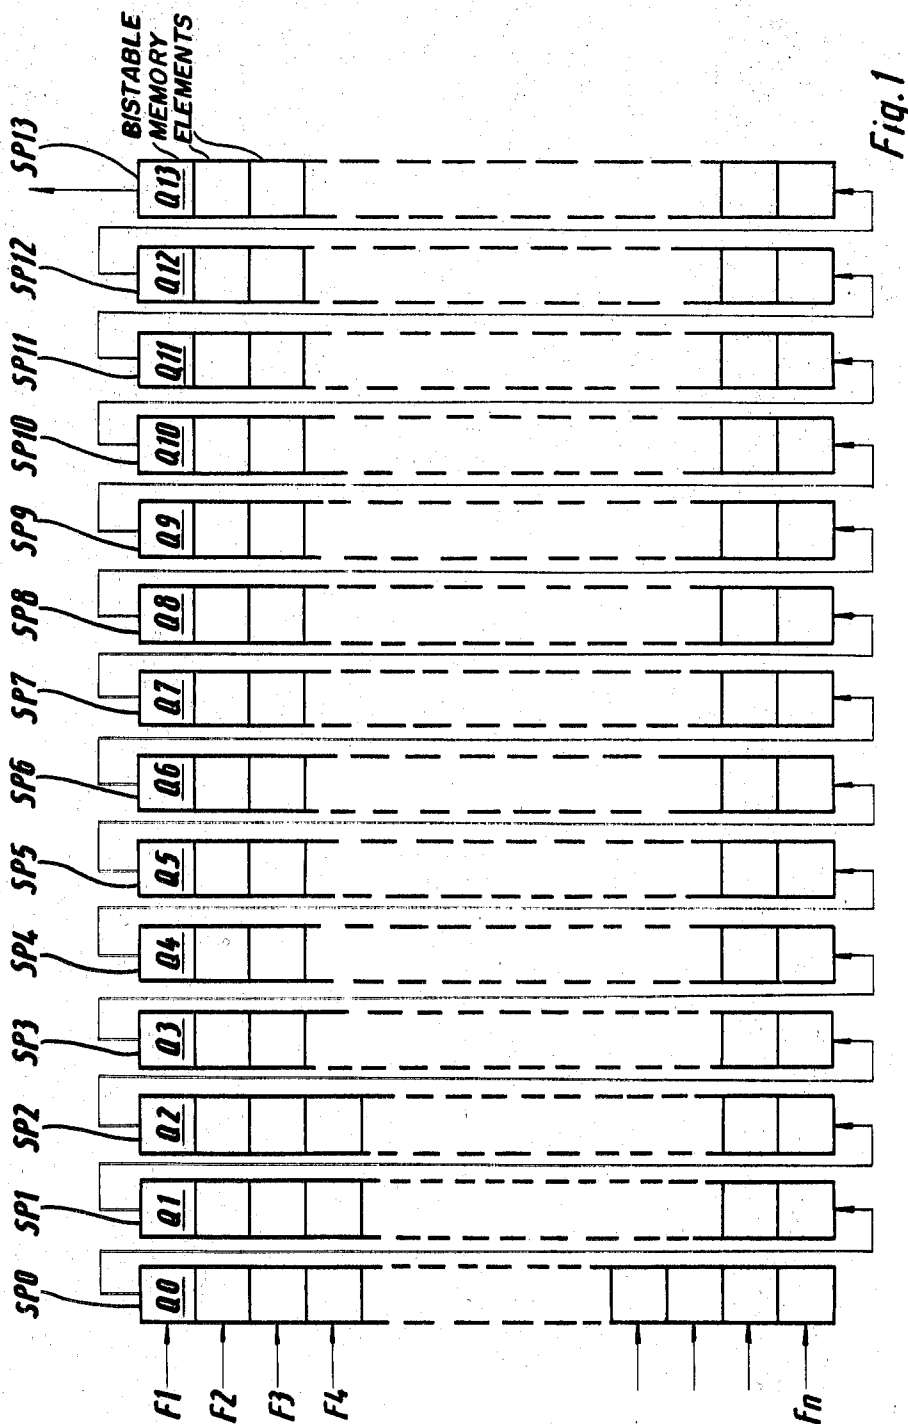 SP0 SP1 SP2 SP3 SP4 SP5 SP6 SP7 SP8 SP9 SP10 SP11 SP12 SP13
BISTABLE
MEMORY
ELEMENTS
Q0 Q1 Q2 Q3 Q4 Q5 Q6 Q7 Q8 Q9 Q10 Q11 Q12 Q13
F1
F2
F3
F4
Fn
Fig.1